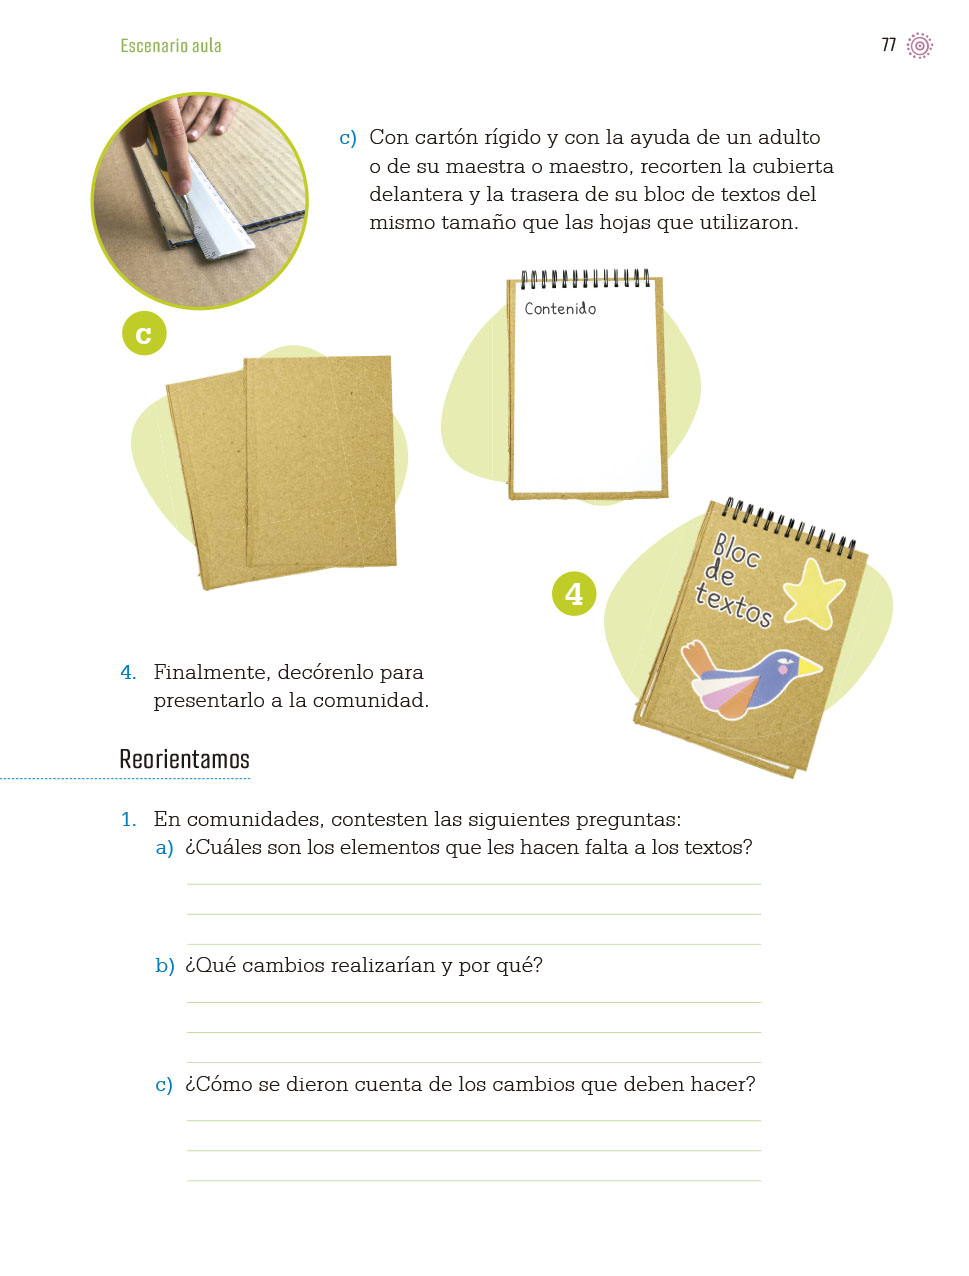 Escenario aula
77
c) Con cartón rígido y con la ayuda de un adulto
o de su maestra o maestro, recorten la cubierta
delantera y la trasera de su bloc de textos del
mismo tamaño que las hojas que utilizaron.
c
Contenido
4
Bloc
de
textos
4. Finalmente, decórenlo para
presentarlo a la comunidad.
Reorientamos
1. En comunidades, contesten las siguientes preguntas:
a) ¿Cuáles son los elementos que les hacen falta a los textos?
b) ¿Qué cambios realizarían y por qué?
c) ¿Cómo se dieron cuenta de los cambios que deben hacer?